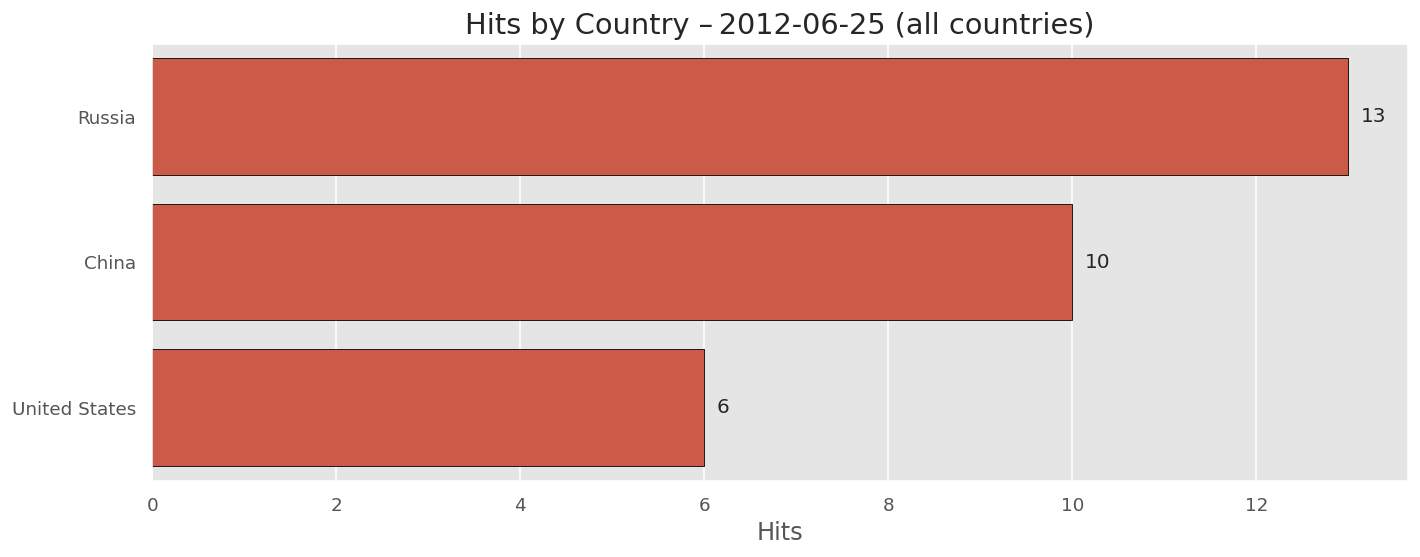 Hits by Country – 2012-06-25 (all countries)
Russia
13
China
10
United States
6
0 2 4 6 8 10 12
Hits